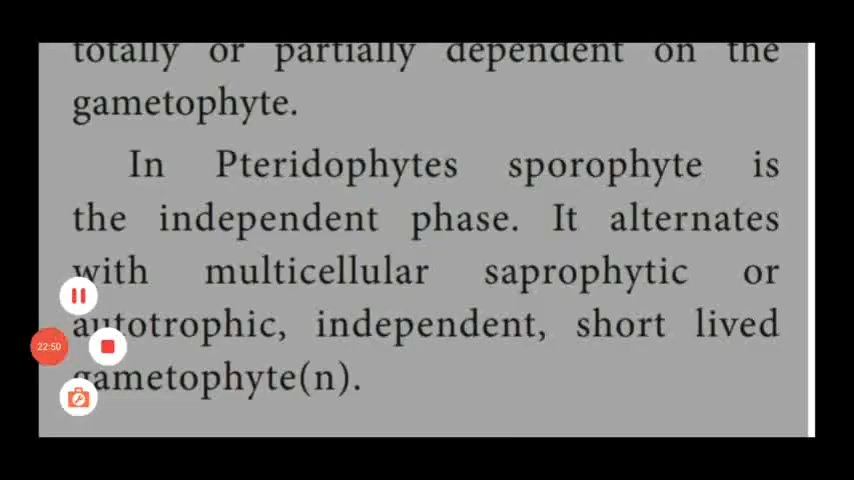 totally or partially dependent on the
gametophyte.
In Pteridophytes sporophyte is
the independent phase. It alternates
with multicellular saprophytic or
autotrophic, independent, short lived
22:50
gametophyte(n).